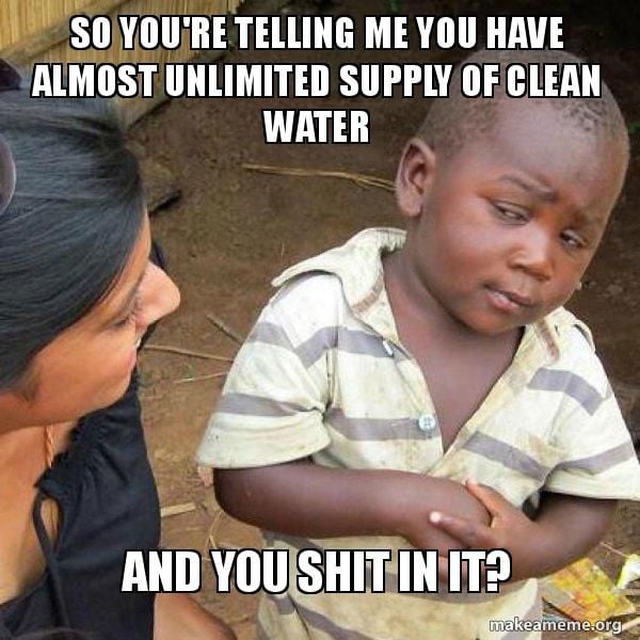 SO YOU'RE TELLING ME YOU HAVE
ALMOST UNLIMITED SUPPLY OF CLEAN
WATER
AND YOU SHIT IN IT?
makeameme.org